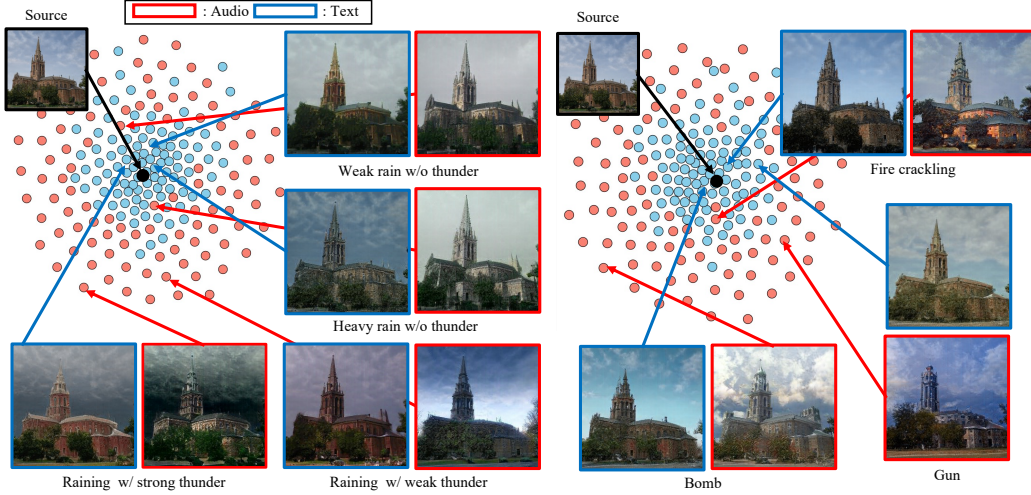 Source
: Audio
: Text
Weak rain w/o thunder
Heavy rain w/o thunder
Raining w/ strong thunder
Raining w/ weak thunder
Source
Fire crackling
Bomb
Gun